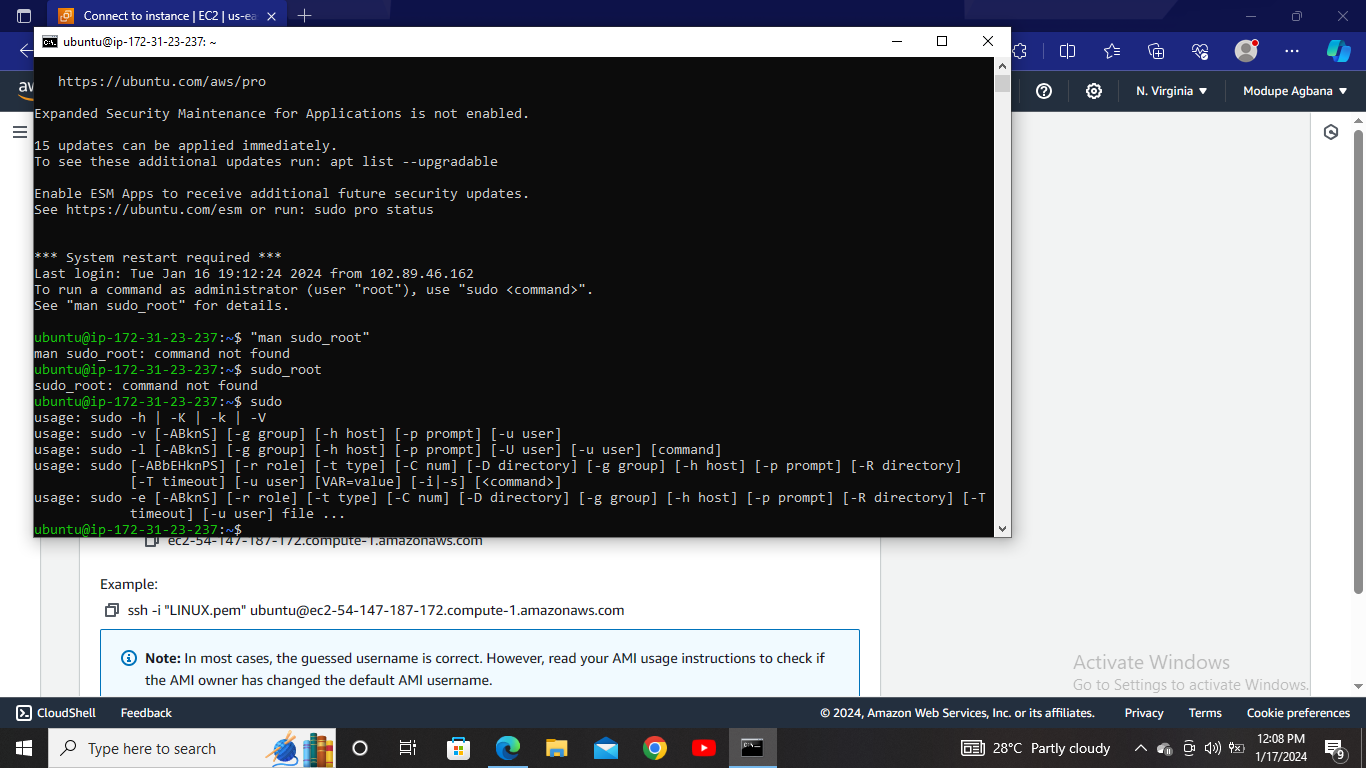 Connect to instance | EC2 | us-ea
ubuntu@ip-172-31-23-237: ~
N. Virginia
Modupe Agbana
https://ubuntu.com/aws/pro
Expanded Security Maintenance for Applications is not enabled.
15 updates can be applied immediately.
To see these additional updates run: apt list --upgradable
Enable ESM Apps to receive additional future security updates.
See https://ubuntu.com/esm or run: sudo pro status
*** System restart required ***
Last login: Tue Jan 16 19:12:24 2024 from 102.89.46.162
To run a command as administrator (user "root"), use "sudo <command>".
See "man sudo_root" for details.
ubuntu@ip-172-31-23-237:~$ "man sudo_root"
man sudo_root: command not found
ubuntu@ip-172-31-23-237:~$ sudo_root
sudo_root: command not found
ubuntu@ip-172-31-23-237:~$ sudo
usage: sudo -h | -K | -k | -V
usage: sudo -v [-ABknS] [-g group] [-h host] [-p prompt] [-u user]
usage: sudo -l [-ABknS] [-g group] [-h host] [-p prompt] [-U user] [-u user] [command]
usage: sudo [-ABbEHknPS] [-r role] [-t type] [-C num] [-D directory] [-g group] [-h host] [-p prompt] [-R directory]
[-T timeout] [-u user] [VAR=value] [-i|-s] [<command>]
usage: sudo -e [-ABknS] [-r role] [-t type] [-C num] [-D directory] [-g group] [-h host] [-p prompt] [-R directory] [-T
timeout] [-u user] file ...
ubuntu@ip-172-31-23-237:~$
ec2-54-147-187-172.compute-1.amazonaws.com
Example:
ssh -i "LINUX.pem" ubuntu@ec2-54-147-187-172.compute-1.amazonaws.com
Note: In most cases, the guessed username is correct. However, read your AMI usage instructions to check if
the AMI owner has changed the default AMI username.
Activate Windows
Go to Settings to activate Windows.
CloudShell
Feedback
© 2024, Amazon Web Services, Inc. or its affiliates.
Privacy
Terms
Cookie preferences
Type here to search
28°C Partly cloudy
12:08 PM
1/17/2024
9